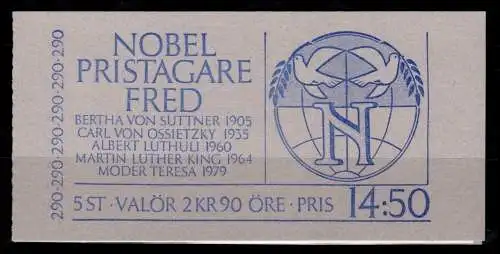 290·290·290·290·290·290
NOBEL
PRISTAGARE
FRED
BERTHA VON SUTTNER 1905
CARL VON OSSIETZKY 1935
ALBERT LUTHULI 1960
MARTIN LUTHER KING 1964
MODER TERESA 1979
N
5 ST · VALÖR 2 KR 90 ÖRE · PRIS 14:50